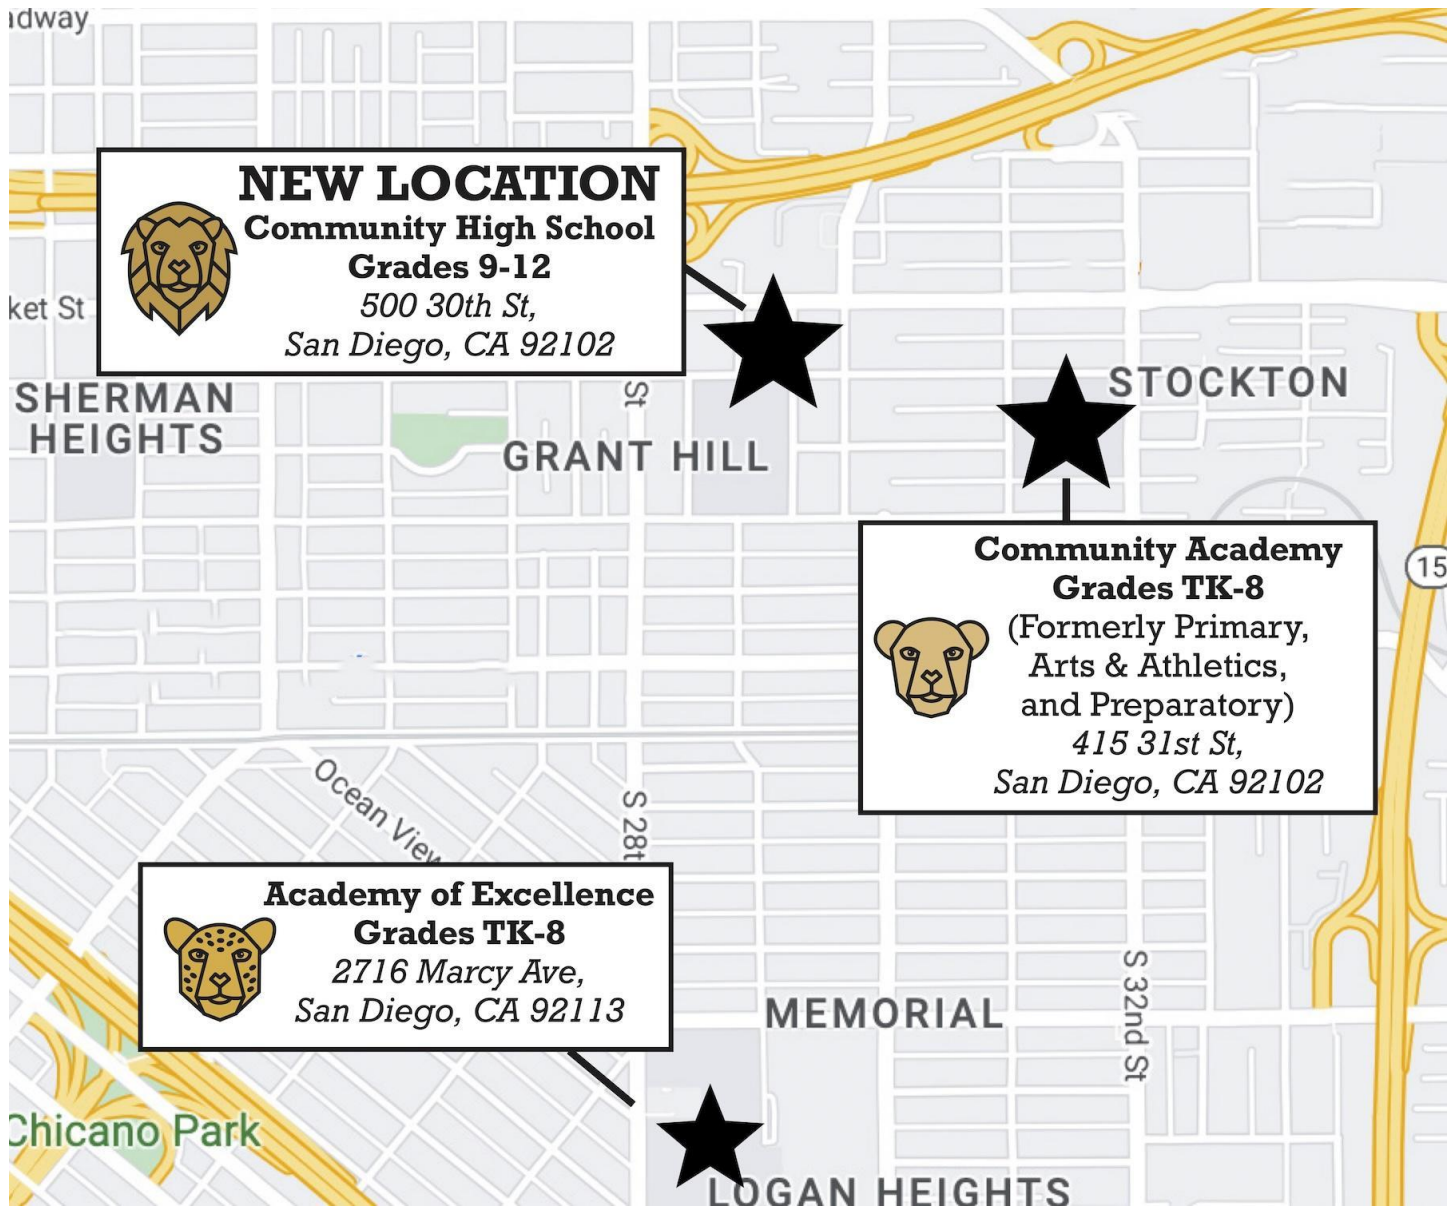 adway
NEW LOCATION
Community High School
Grades 9-12
500 30th St,
San Diego, CA 92102
ket St
SHERMAN
HEIGHTS
St
GRANT HILL
STOCKTON
15
Community Academy
Grades TK-8
(Formerly Primary,
Arts & Athletics,
and Preparatory)
415 31st St,
San Diego, CA 92102
Ocean View
S 28t
Academy of Excellence
Grades TK-8
2716 Marcy Ave,
San Diego, CA 92113
MEMORIAL
S 32nd St
Chicano Park
LOGAN HEIGHTS